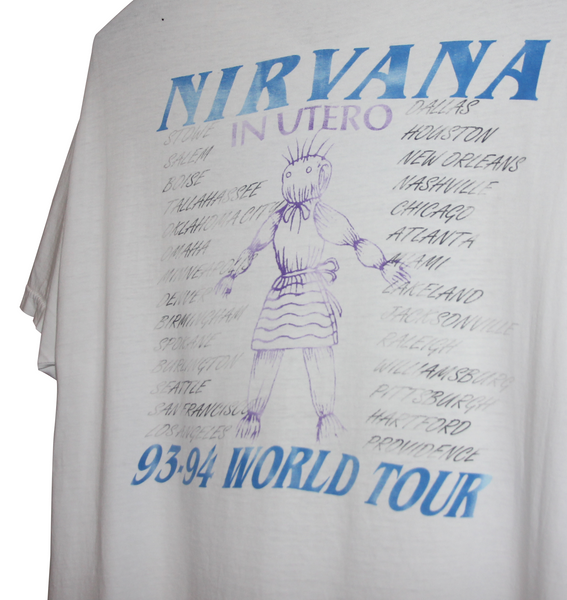 NIRVANA
IN UTERO
STOWE
SALEM
BOISE
TALLAHASSEE
OKLAHOMA CITY
OMAHA
MINNEAPOLIS
DENVER
BIRMINGHAM
SPOKANE
BURLINGTON
SEATTLE
SAN FRANCISCO
LOS ANGELES
DALLAS
HOUSTON
NEW ORLEANS
NASHVILLE
CHICAGO
ATLANTA
MIAMI
LAKELAND
JACKSONVILLE
RALEIGH
WILLIAMSBURG
PITTSBURGH
HARTFORD
PROVIDENCE
93-94 WORLD TOUR